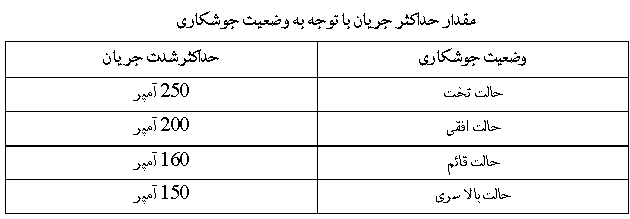 مقدار حداکثر جریان با توجه به وضعیت جوشکاری
وضعیت جوشکاری حداکثرشدت جریان
حالت تخت 250 آمپر
حالت افقی 200 آمپر
حالت قائم 160 آمپر
حالت بالا سری 150 آمپر